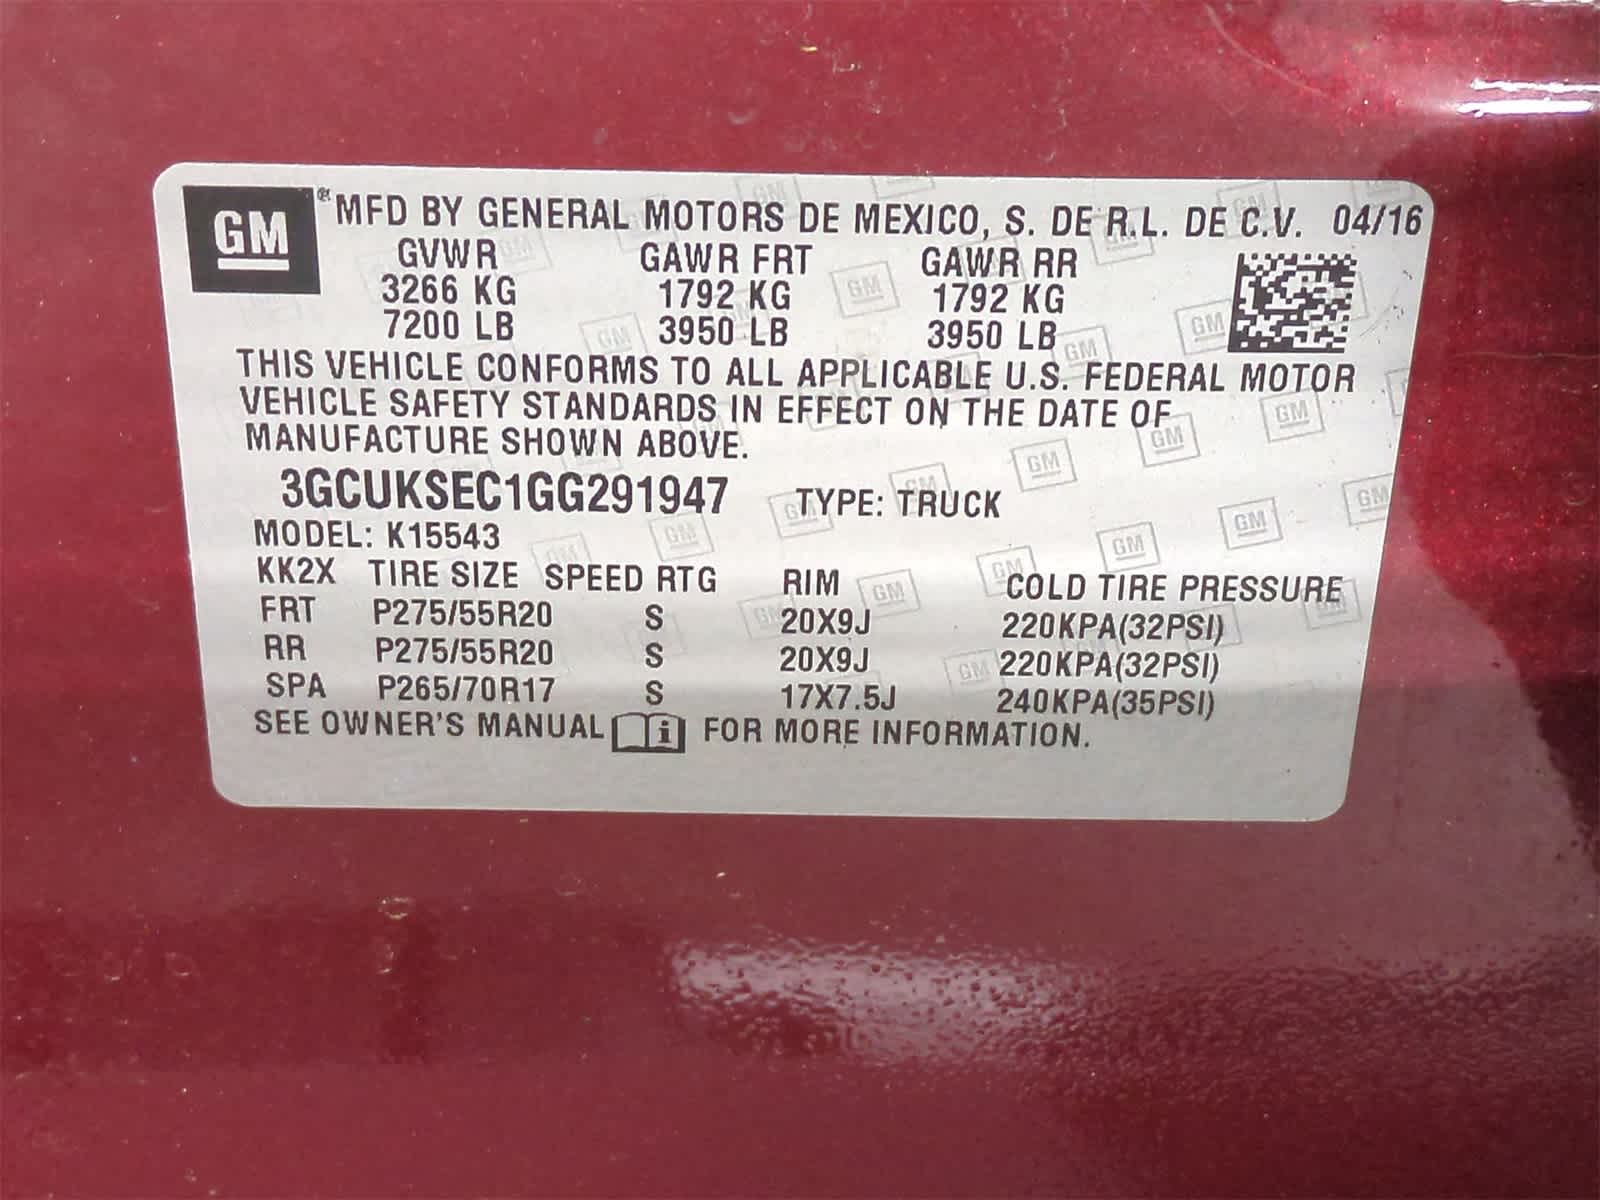 GM ® MFD BY GENERAL MOTORS DE MEXICO, S. DE R.L. DE C.V. 04/16
GVWR GAWR FRT GAWR RR
3266 KG 1792 KG 1792 KG
7200 LB 3950 LB 3950 LB
THIS VEHICLE CONFORMS TO ALL APPLICABLE U.S. FEDERAL MOTOR
VEHICLE SAFETY STANDARDS IN EFFECT ON THE DATE OF
MANUFACTURE SHOWN ABOVE.
3GCUKSEC1GG291947 TYPE: TRUCK
MODEL: K15543
KK2X TIRE SIZE SPEED RTG RIM COLD TIRE PRESSURE
FRT P275/55R20 S 20X9J 220KPA(32PSI)
RR P275/55R20 S 20X9J 220KPA(32PSI)
SPA P265/70R17 S 17X7.5J 240KPA(35PSI)
SEE OWNER'S MANUAL i FOR MORE INFORMATION.